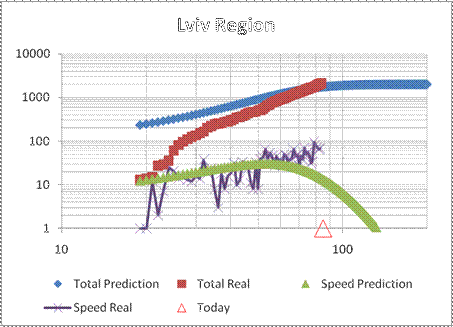 Lviv Region
10000
1000
100
10
1
10 100
Total Prediction Total Real Speed Prediction
Speed Real Today